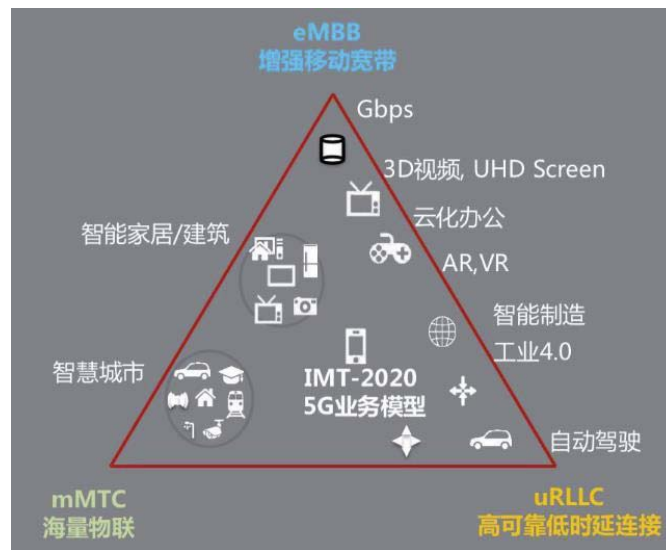 eMBB
增强移动宽带
Gbps
3D视频, UHD Screen
云化办公
智能家居/建筑
AR,VR
智能制造
工业4.0
智慧城市
IMT-2020
5G业务模型
自动驾驶
mMTC
海量物联
uRLLC
高可靠低时延连接